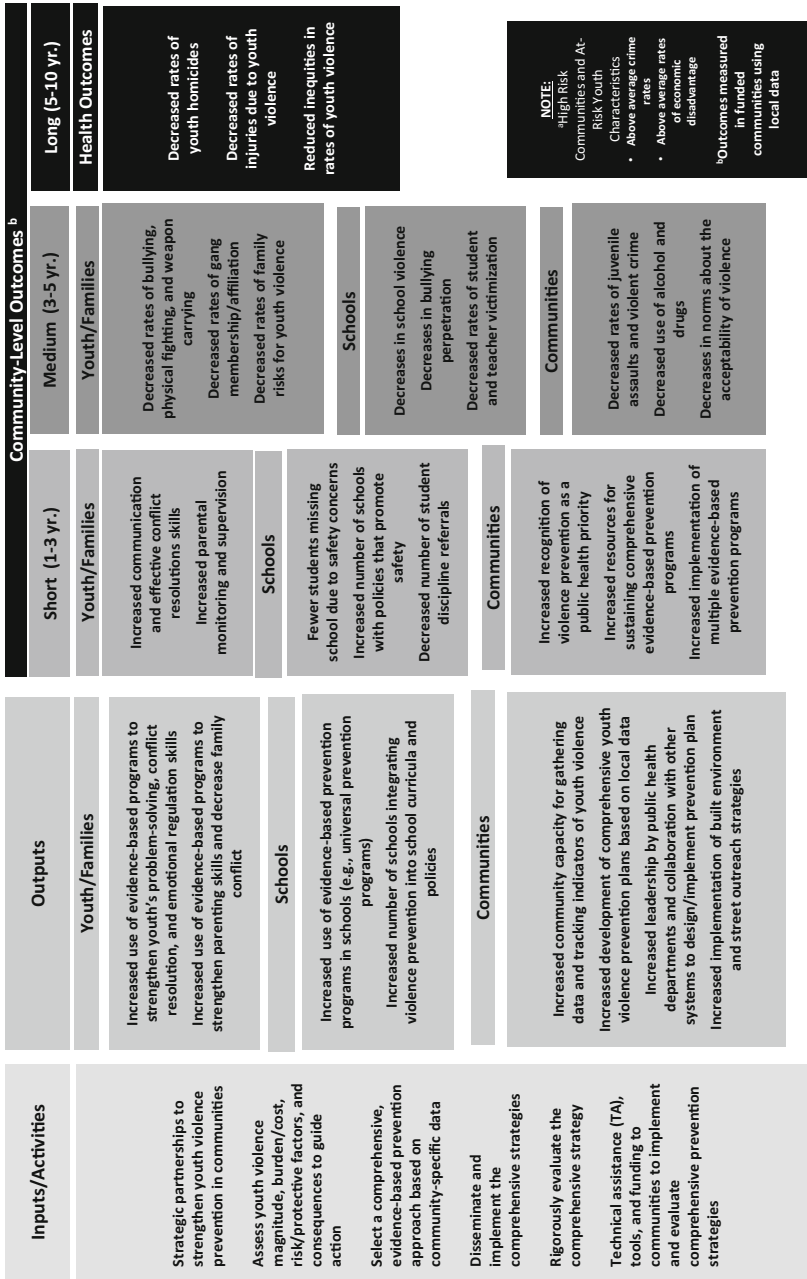 Inputs/Activities
Strategic partnerships to
strengthen youth violence
prevention in communities
Assess youth violence
magnitude, burden/cost,
risk/protective factors, and
consequences to guide
action
Select a comprehensive,
evidence-based prevention
approach based on
community-specific data
Disseminate and
implement the
comprehensive strategies
Rigorously evaluate the
comprehensive strategy
Technical assistance (TA),
tools, and funding to
communities to implement
and evaluate
comprehensive prevention
strategies
Outputs
Youth/Families
Increased use of evidence-based programs to
strengthen youth's problem-solving, conflict
resolution, and emotional regulation skills
Increased use of evidence-based programs to
strengthen parenting skills and decrease family
conflict
Schools
Increased use of evidence-based prevention
programs in schools (e.g., universal prevention
programs)
Increased number of schools integrating
violence prevention into school curricula and
policies
Communities
Increased community capacity for gathering
data and tracking indicators of youth violence
Increased development of comprehensive youth
violence prevention plans based on local data
Increased leadership by public health
departments and collaboration with other
systems to design/implement prevention plan
Increased implementation of built environment
and street outreach strategies
Community-Level Outcomes b
Short (1-3 yr.)
Youth/Families
Increased communication
and effective conflict
resolutions skills
Increased parental
monitoring and supervision
Schools
Fewer students missing
school due to safety concerns
Increased number of schools
with policies that promote
safety
Decreased number of student
discipline referrals
Communities
Increased recognition of
violence prevention as a
public health priority
Increased resources for
sustaining comprehensive
evidence-based prevention
programs
Increased implementation of
multiple evidence-based
prevention programs
Medium (3-5 yr.)
Youth/Families
Decreased rates of bullying,
physical fighting, and weapon
carrying
Decreased rates of gang
membership/affiliation
Decreased rates of family
risks for youth violence
Schools
Decreases in school violence
Decreases in bullying
perpetration
Decreased rates of student
and teacher victimization
Communities
Decreased rates of juvenile
assaults and violent crime
Decreased use of alcohol and
drugs
Decreases in norms about the
acceptability of violence
Long (5-10 yr.)
Health Outcomes
Decreased rates of
youth homicides
Decreased rates of
injuries due to youth
violence
Reduced inequities in
rates of youth violence
NOTE:
aHigh Risk
Communities and At-
Risk Youth
Characteristics
• Above average crime
rates
• Above average rates
of economic
disadvantage
bOutcomes measured
in funded
communities using
local data